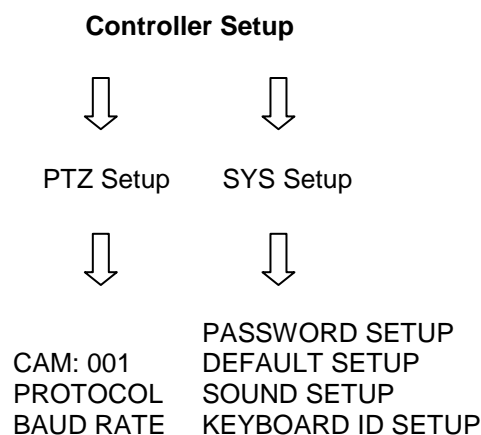 Controller Setup
PTZ Setup SYS Setup
PASSWORD SETUP
CAM: 001 DEFAULT SETUP
PROTOCOL SOUND SETUP
BAUD RATE KEYBOARD ID SETUP